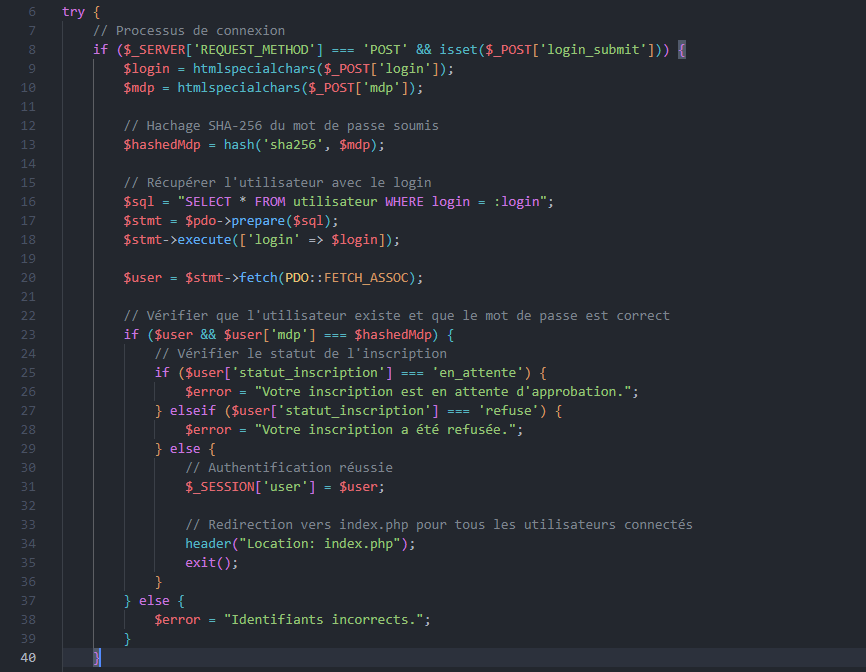 6 try {
7 // Processus de connexion
8 if ($_SERVER['REQUEST_METHOD'] === 'POST' && isset($_POST['login_submit'])) {
9 $login = htmlspecialchars($_POST['login']);
10 $mdp = htmlspecialchars($_POST['mdp']);
11
12 // Hachage SHA-256 du mot de passe soumis
13 $hashedMdp = hash('sha256', $mdp);
14
15 // Récupérer l'utilisateur avec le login
16 $sql = "SELECT * FROM utilisateur WHERE login = :login";
17 $stmt = $pdo->prepare($sql);
18 $stmt->execute(['login' => $login]);
19
20 $user = $stmt->fetch(PDO::FETCH_ASSOC);
21
22 // Vérifier que l'utilisateur existe et que le mot de passe est correct
23 if ($user && $user['mdp'] === $hashedMdp) {
24 // Vérifier le statut de l'inscription
25 if ($user['statut_inscription'] === 'en_attente') {
26 $error = "Votre inscription est en attente d'approbation.";
27 } elseif ($user['statut_inscription'] === 'refuse') {
28 $error = "Votre inscription a été refusée.";
29 } else {
30 // Authentification réussie
31 $_SESSION['user'] = $user;
32
33 // Redirection vers index.php pour tous les utilisateurs connectés
34 header("Location: index.php");
35 exit();
36 }
37 } else {
38 $error = "Identifiants incorrects.";
39 }
40 }